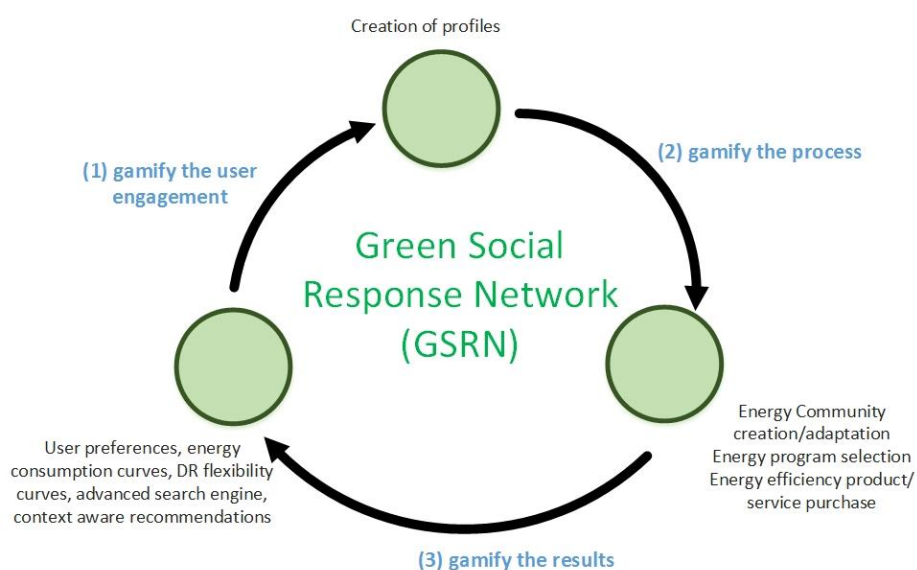 Creation of profiles
(1) gamify the user
engagement
(2) gamify the process
Green Social
Response Network
(GSRN)
User preferences, energy
consumption curves, DR flexibility
curves, advanced search engine,
context aware recommendations
Energy Community
creation/adaptation
Energy program selection
Energy efficiency product/
service purchase
(3) gamify the results